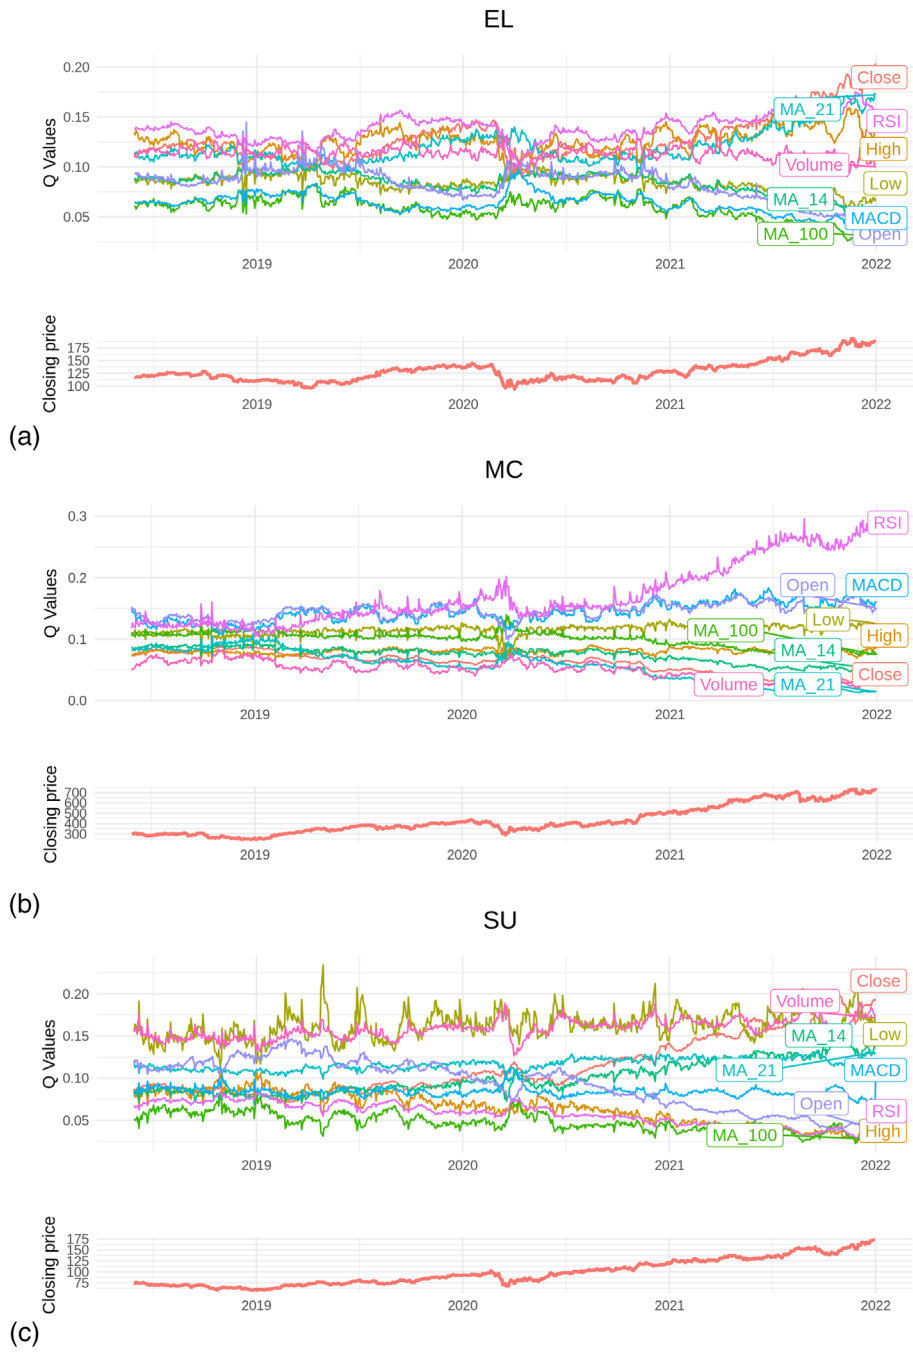 EL
Q Values
0.20
0.15
0.10
0.05
Close
MA_21
RSI
High
Volume
Low
MA_14
MACD
MA_100
Open
2019 2020 2021 2022
Closing price
175
150
125
100
2019 2020 2021 2022
(a)
MC
Q Values
0.3
0.2
0.1
0.0
RSI
Open
MACD
Low
MA_100
High
MA_14
Close
Volume
MA_21
2019 2020 2021 2022
Closing price
700
600
500
400
300
2019 2020 2021 2022
(b)
SU
Q Values
0.20
0.15
0.10
0.05
Close
Volume
MA_14
Low
MA_21
MACD
Open
RSI
MA_100
High
2019 2020 2021 2022
Closing price
175
150
125
100
75
2019 2020 2021 2022
(c)